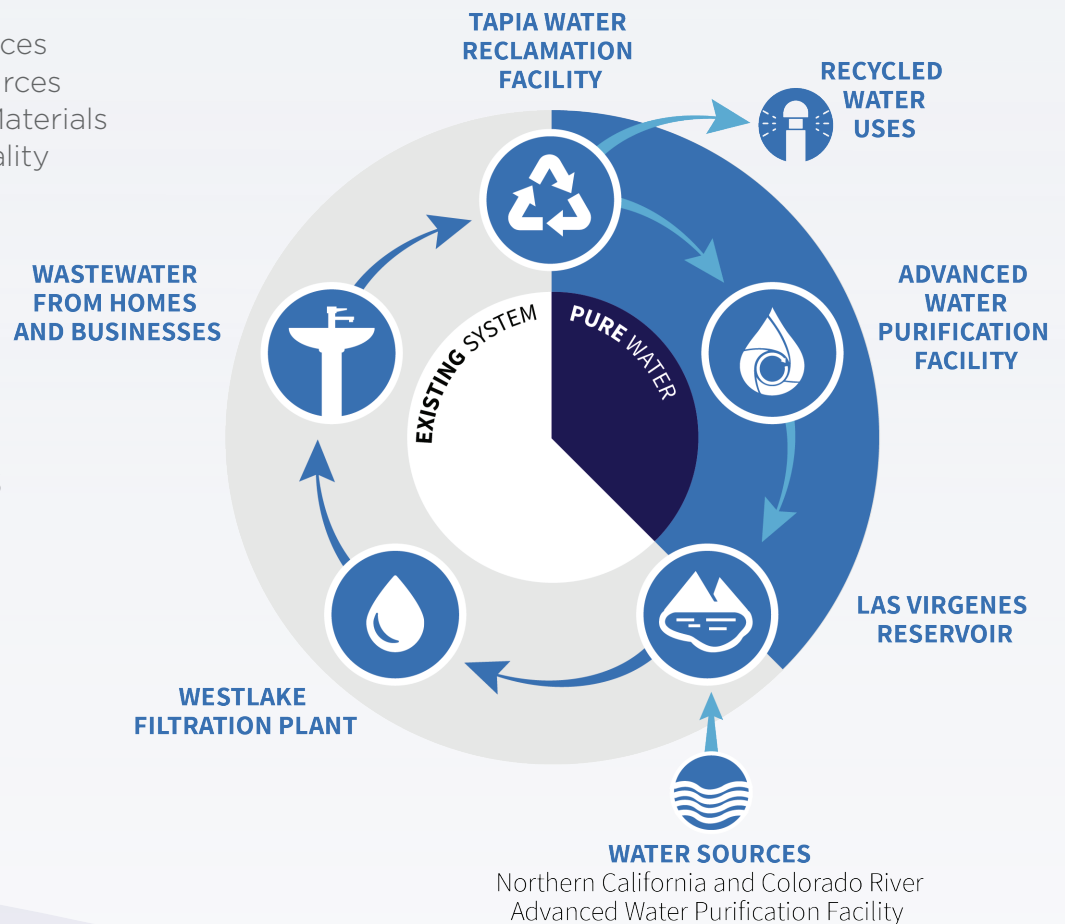 TAPIA WATER
RECLAMATION
FACILITY
RECYCLED
WATER
USES
WASTEWATER
FROM HOMES
AND BUSINESSES
ADVANCED
WATER
PURIFICATION
FACILITY
EXISTING SYSTEM
PURE WATER
LAS VIRGENES
RESERVOIR
WESTLAKE
FILTRATION PLANT
WATER SOURCES
Northern California and Colorado River
Advanced Water Purification Facility